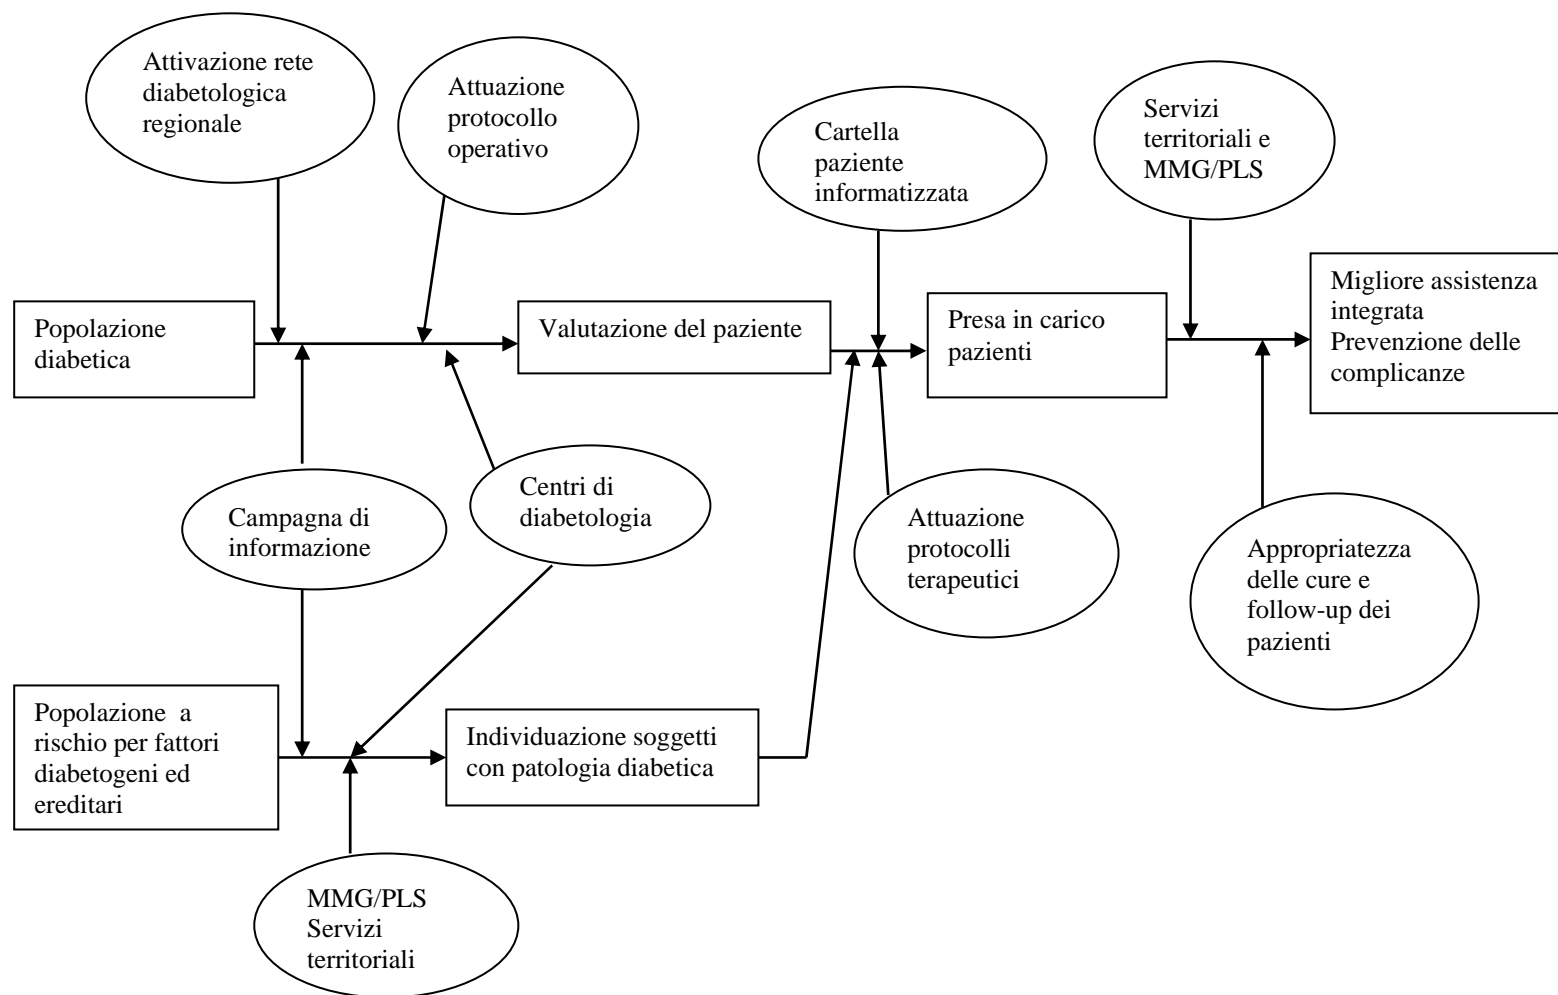 Attivazione rete
diabetologica
regionale
Attuazione
protocollo
operativo
Cartella
paziente
informatizzata
Servizi
territoriali e
MMG/PLS
Popolazione
diabetica
Valutazione del paziente
Presa in carico
pazienti
Migliore assistenza
integrata
Prevenzione delle
complicanze
Campagna di
informazione
Centri di
diabetologia
Attuazione
protocolli
terapeutici
Appropriatezza
delle cure e
follow-up dei
pazienti
Popolazione a
rischio per fattori
diabetogeni ed
ereditari
Individuazione soggetti
con patologia diabetica
MMG/PLS
Servizi
territoriali